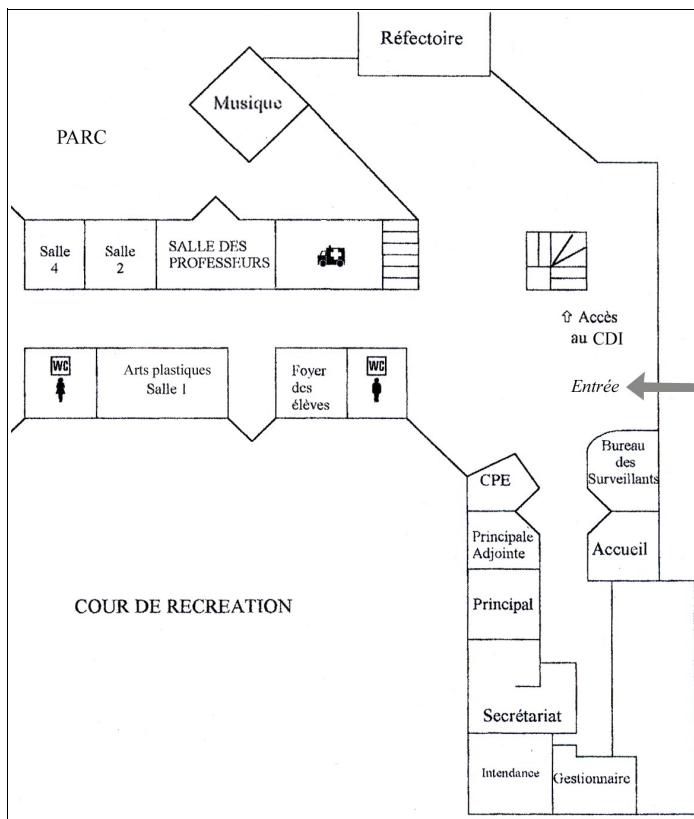 Réfectoire
Musique
PARC
Salle
4
Salle
2
SALLE DES
PROFESSEURS
⇧ Accès
au CDI
WC
Arts plastiques
Salle 1
Foyer
des
élèves
WC
Entrée
Bureau
des
Surveillants
CPE
Principale
Adjointe
Accueil
COUR DE RECREATION
Principal
Secrétariat
Intendance
Gestionnaire